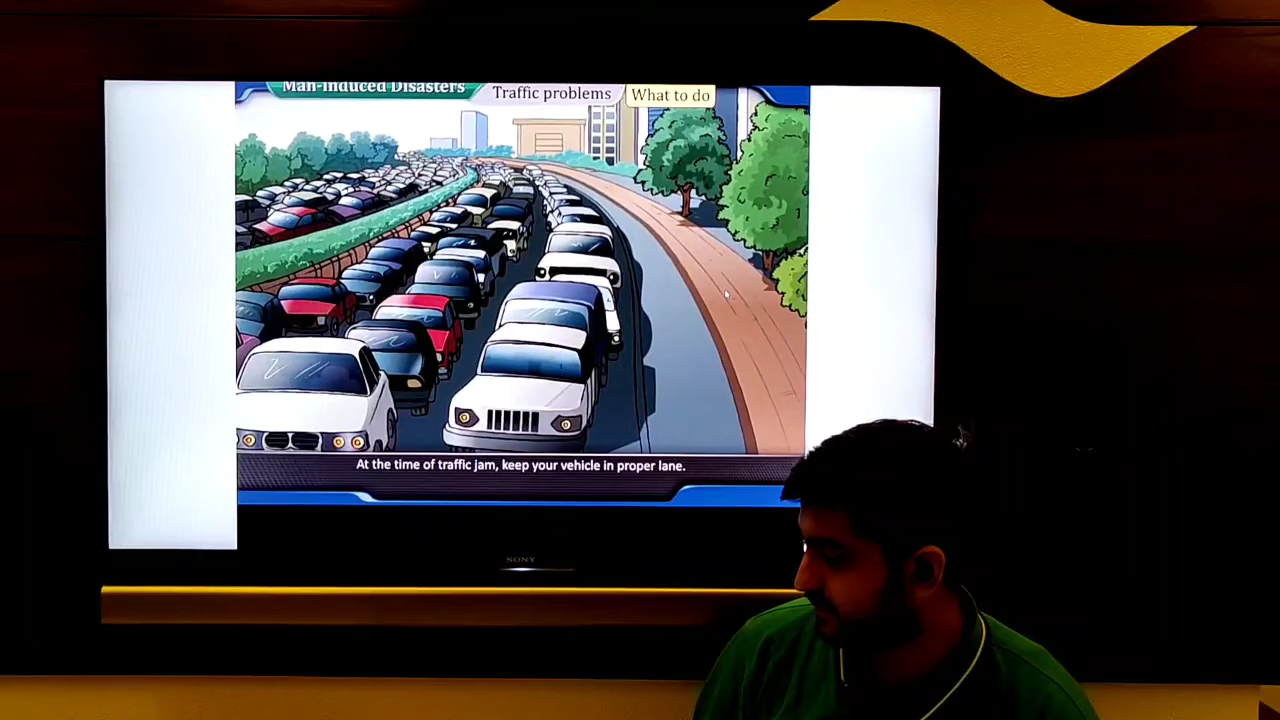 Man-induced Disasters
Traffic problems
What to do
At the time of traffic jam, keep your vehicle in proper lane.
SONY